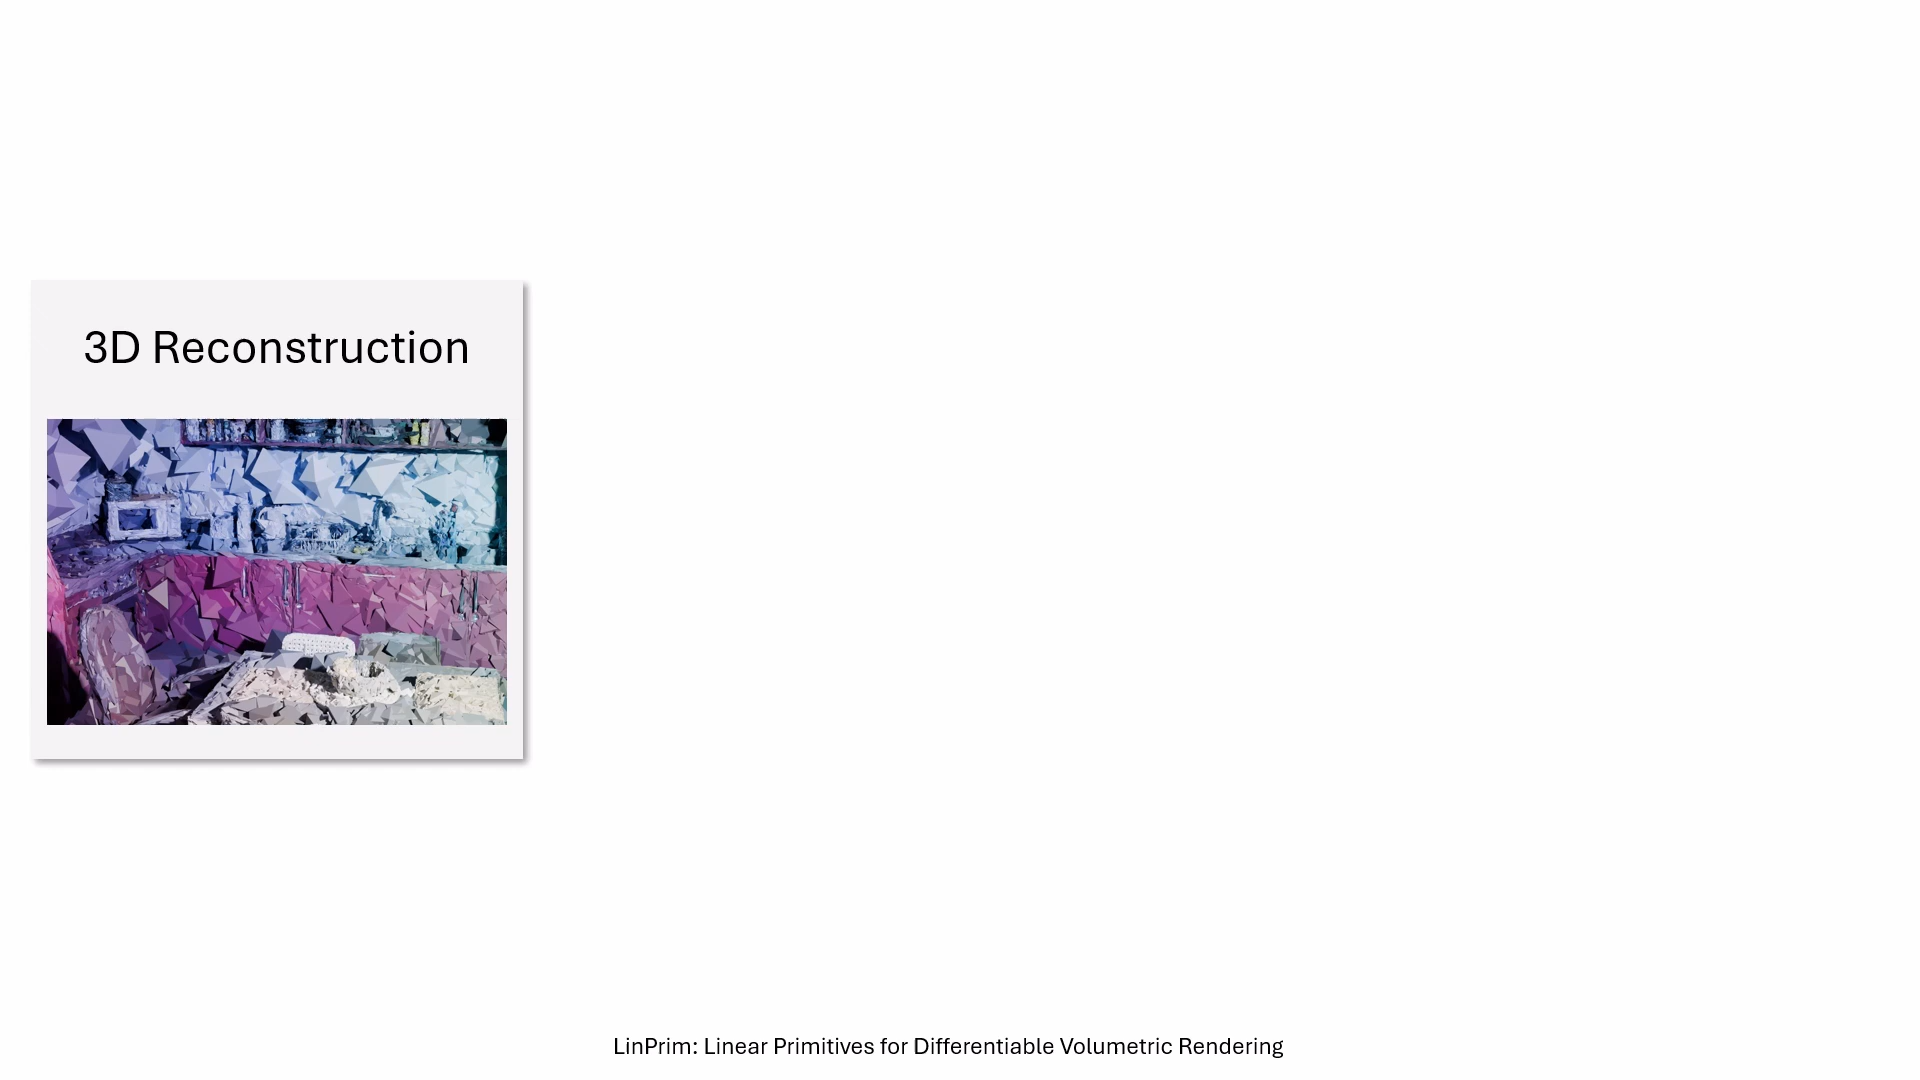 3D Reconstruction
LinPrim: Linear Primitives for Differentiable Volumetric Rendering